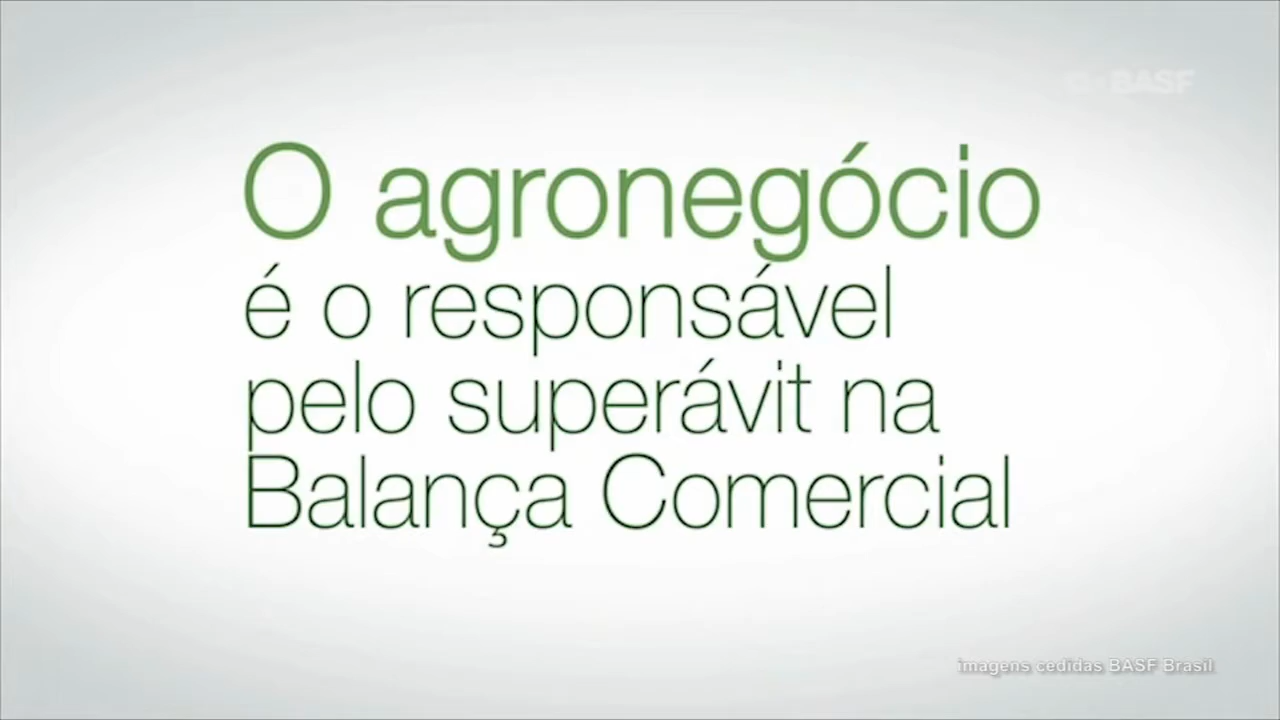 BASF
O agronegócio
é o responsável
pelo superávit na
Balança Comercial
imagens cedidas BASF Brasil